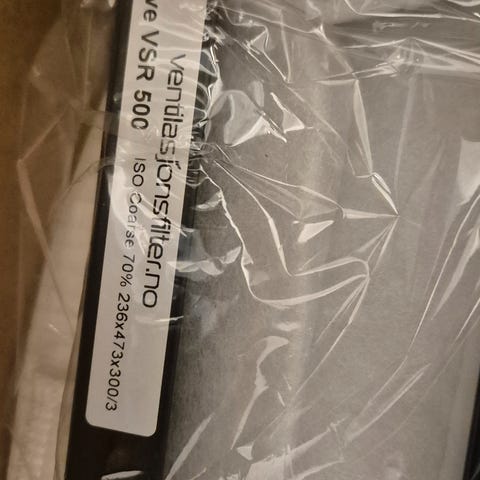 ventilasjonsfilter.no
ve VSR 500
ISO Coarse 70% 236x473x300/3